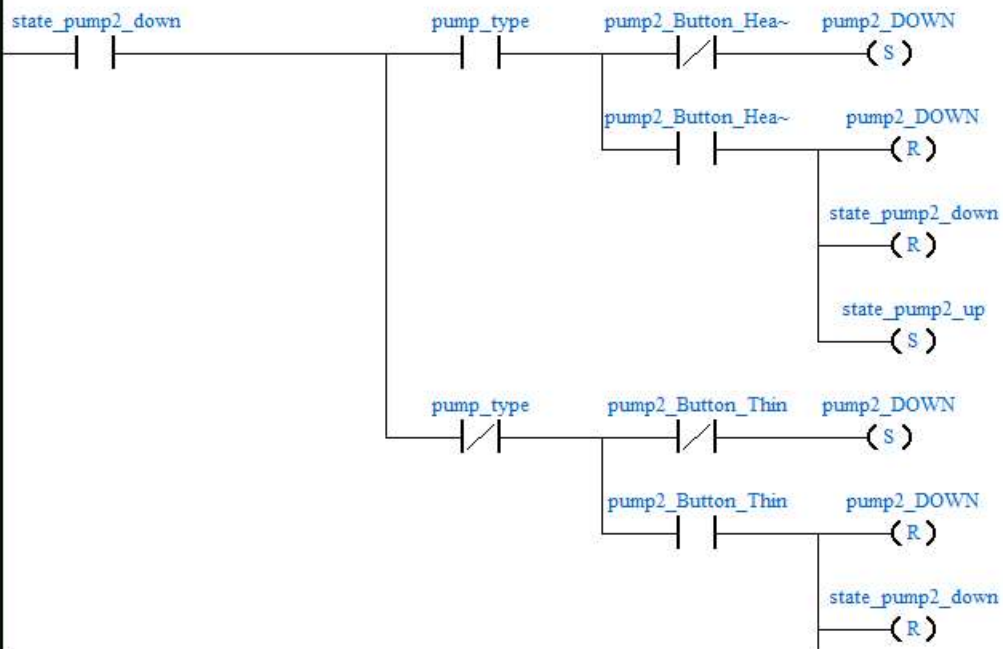 state_pump2_down pump_type pump2_Button_Hea~ pump2_DOWN
S
pump2_Button_Hea~ pump2_DOWN
R
state_pump2_down
R
state_pump2_up
S
pump_type pump2_Button_Thin pump2_DOWN
S
pump2_Button_Thin pump2_DOWN
R
state_pump2_down
R